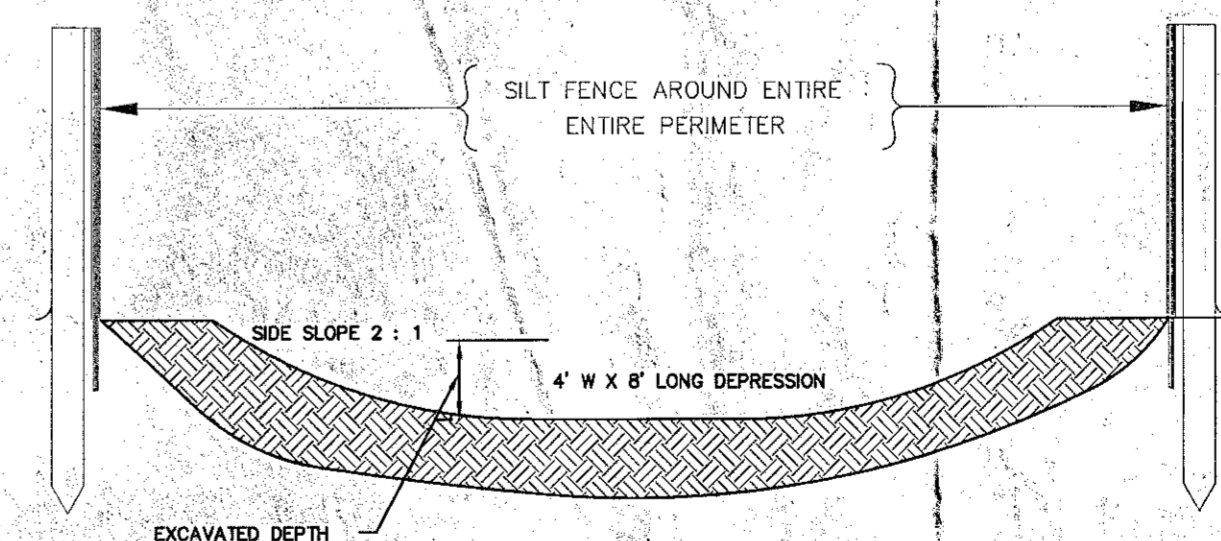 SILT FENCE AROUND ENTIRE
ENTIRE PERIMETER
SIDE SLOPE 2 : 1
4' W X 8' LONG DEPRESSION
EXCAVATED DEPTH